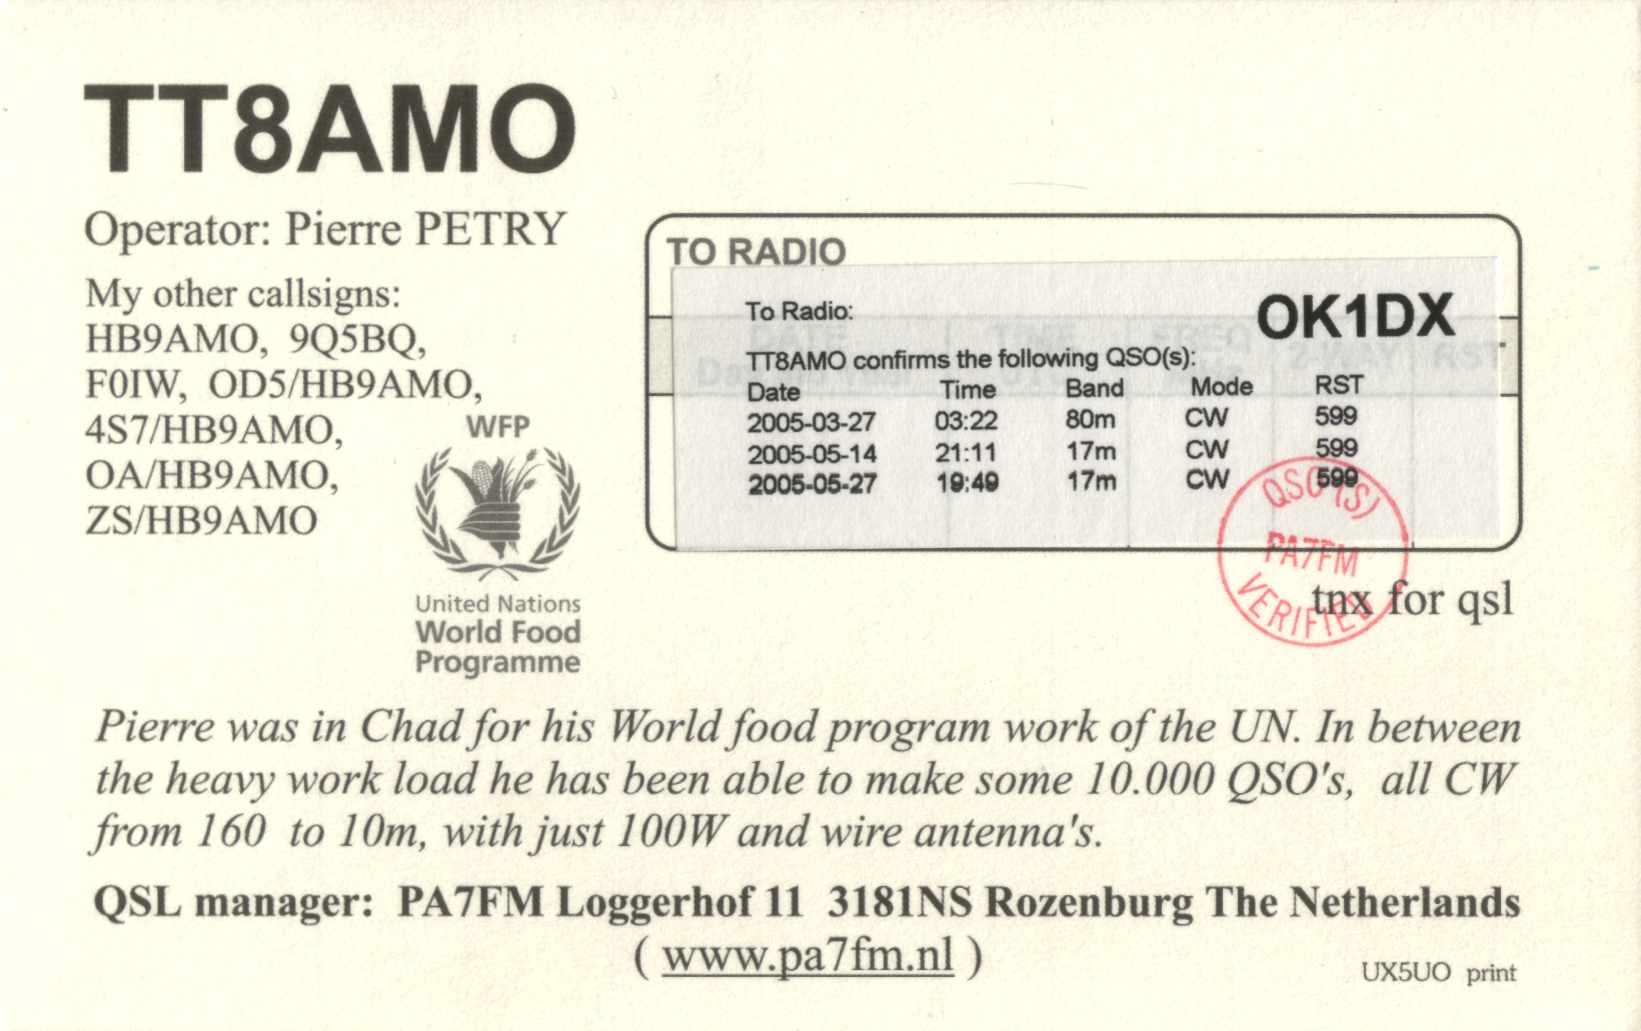 TT8AMO
Operator: Pierre PETRY
My other callsigns:
HB9AMO, 9Q5BQ,
F0IW, OD5/HB9AMO,
4S7/HB9AMO,
OA/HB9AMO,
ZS/HB9AMO
WFP
United Nations
World Food
Programme
TO RADIO
To Radio: OK1DX
TT8AMO confirms the following QSO(s):
Date Time Band Mode RST
2005-03-27 03:22 80m CW 599
2005-05-14 21:11 17m CW 599
2005-05-27 19:49 17m CW 599
DATE TIME FREQ 2-WAY RST
QSO(S)
PA7FM
VERIFIED
tnx for qsl
Pierre was in Chad for his World food program work of the UN. In between
the heavy work load he has been able to make some 10.000 QSO's, all CW
from 160 to 10m, with just 100W and wire antenna's.
QSL manager: PA7FM Loggerhof 11 3181NS Rozenburg The Netherlands
( www.pa7fm.nl )
UX5UO print